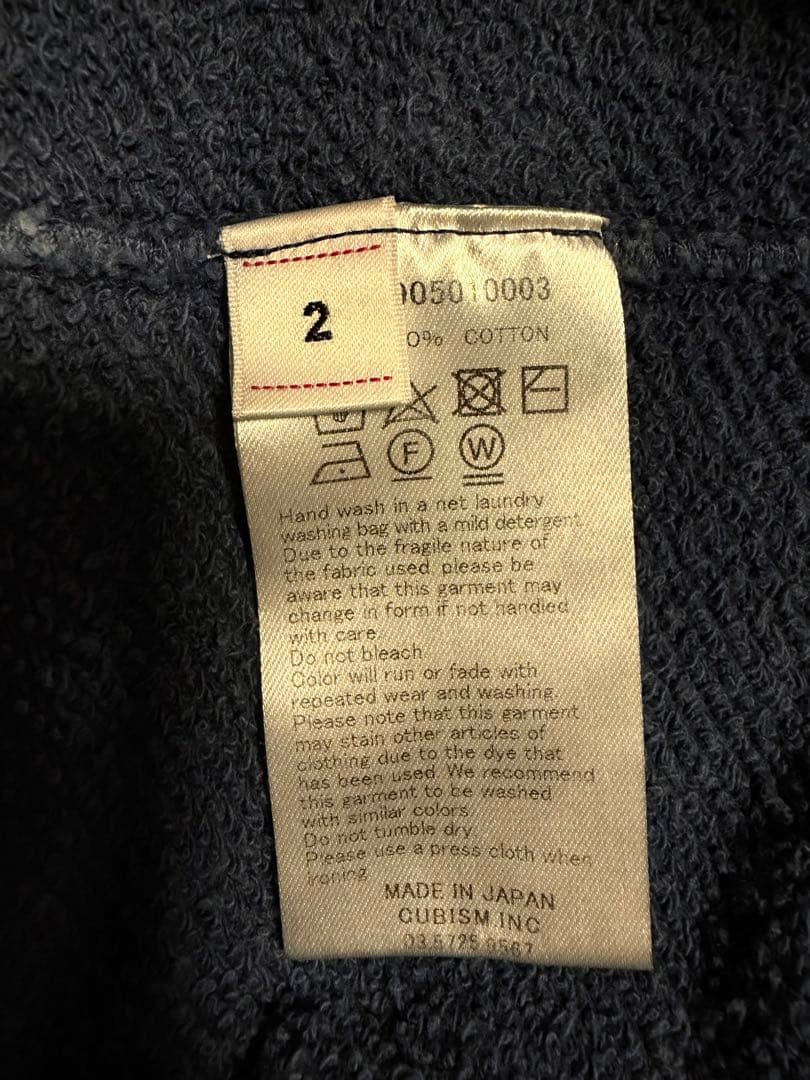 2
005010003
0% COTTON
F W
Hand wash in a net laundry
washing bag with a mild detergent.
Due to the fragile nature of
the fabric used please be
aware that this garment may
change in form if not handled
with care.
Do not bleach
Color will run or fade with
repeated wear and washing.
Please note that this garment
may stain other articles of
clothing due to the dye that
has been used. We recommend
this garment to be washed
with similar colors
Do not tumble dry.
Please use a press cloth when
ironing
MADE IN JAPAN
CUBISM.INC
03 5725 9567